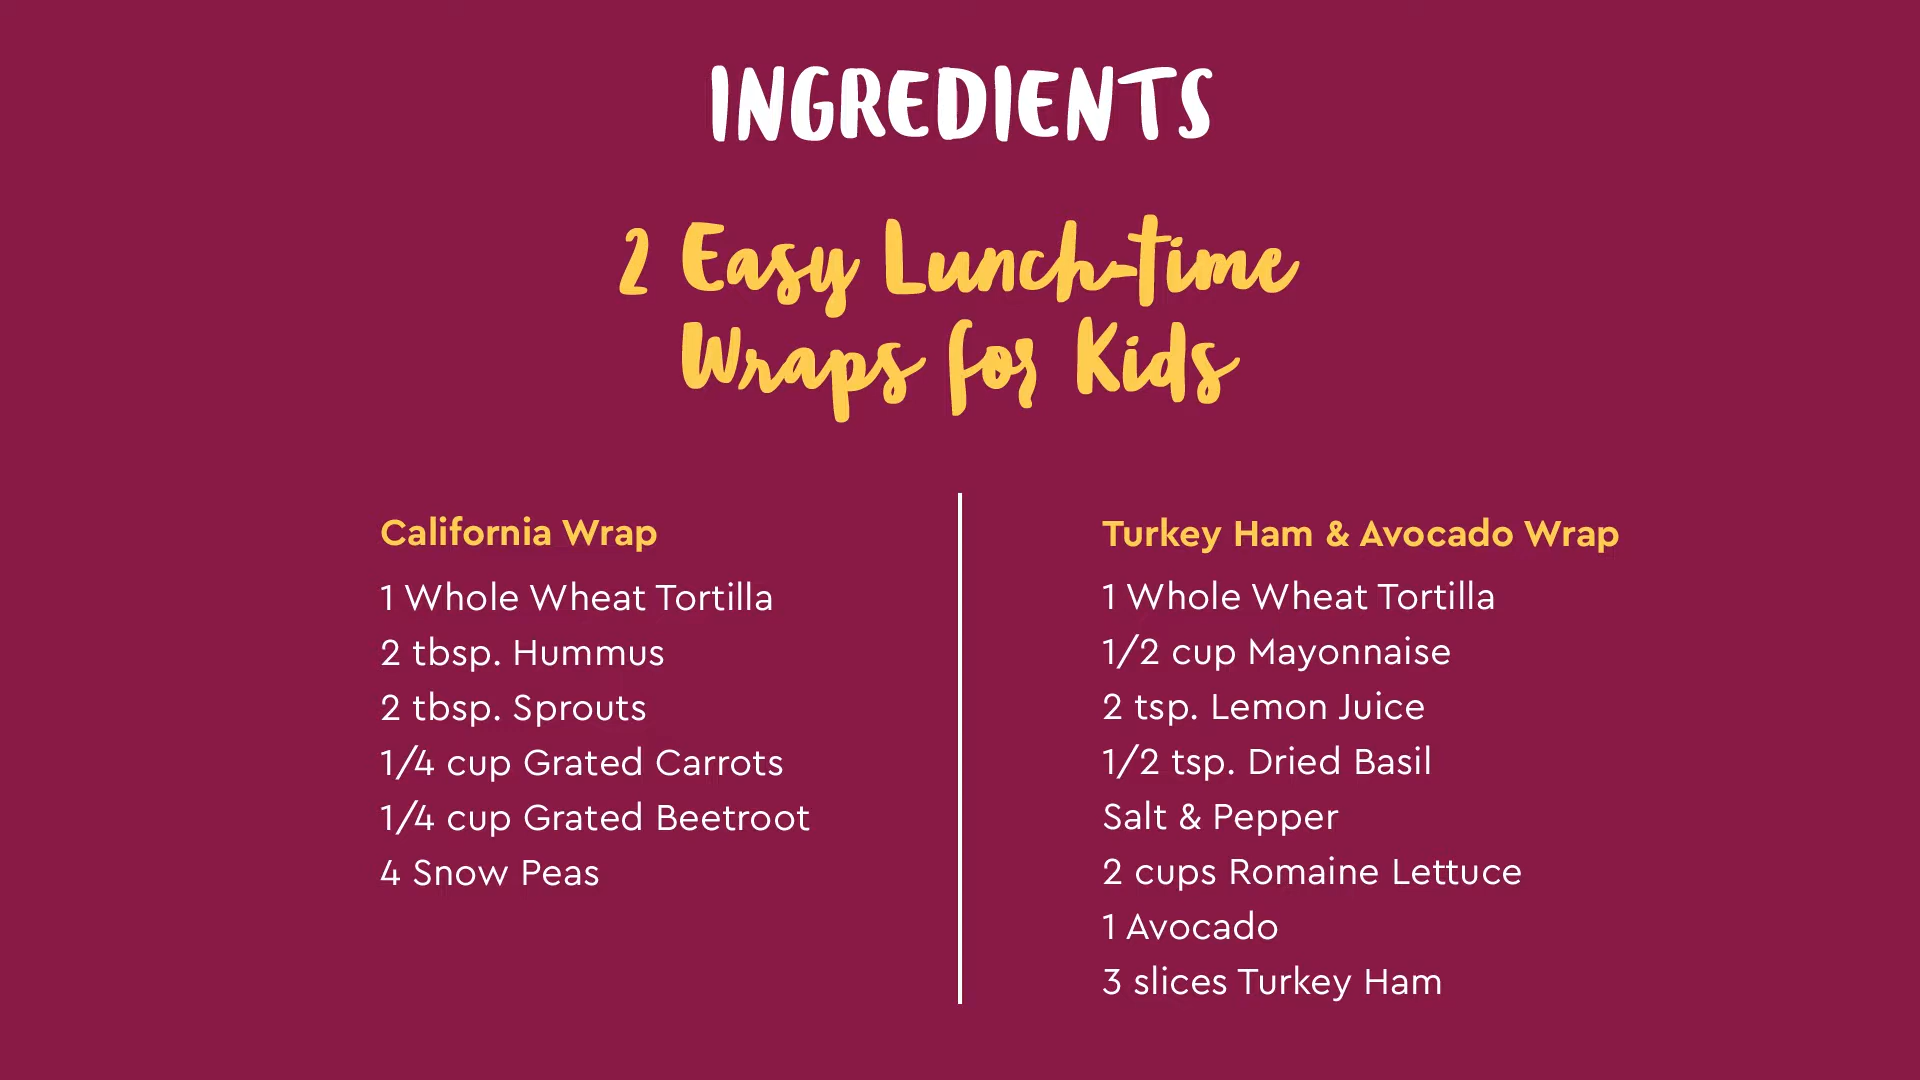 INGREDIENTS
2 Easy Lunch-time
Wraps for Kids
California Wrap
1 Whole Wheat Tortilla
2 tbsp. Hummus
2 tbsp. Sprouts
1/4 cup Grated Carrots
1/4 cup Grated Beetroot
4 Snow Peas
Turkey Ham & Avocado Wrap
1 Whole Wheat Tortilla
1/2 cup Mayonnaise
2 tsp. Lemon Juice
1/2 tsp. Dried Basil
Salt & Pepper
2 cups Romaine Lettuce
1 Avocado
3 slices Turkey Ham